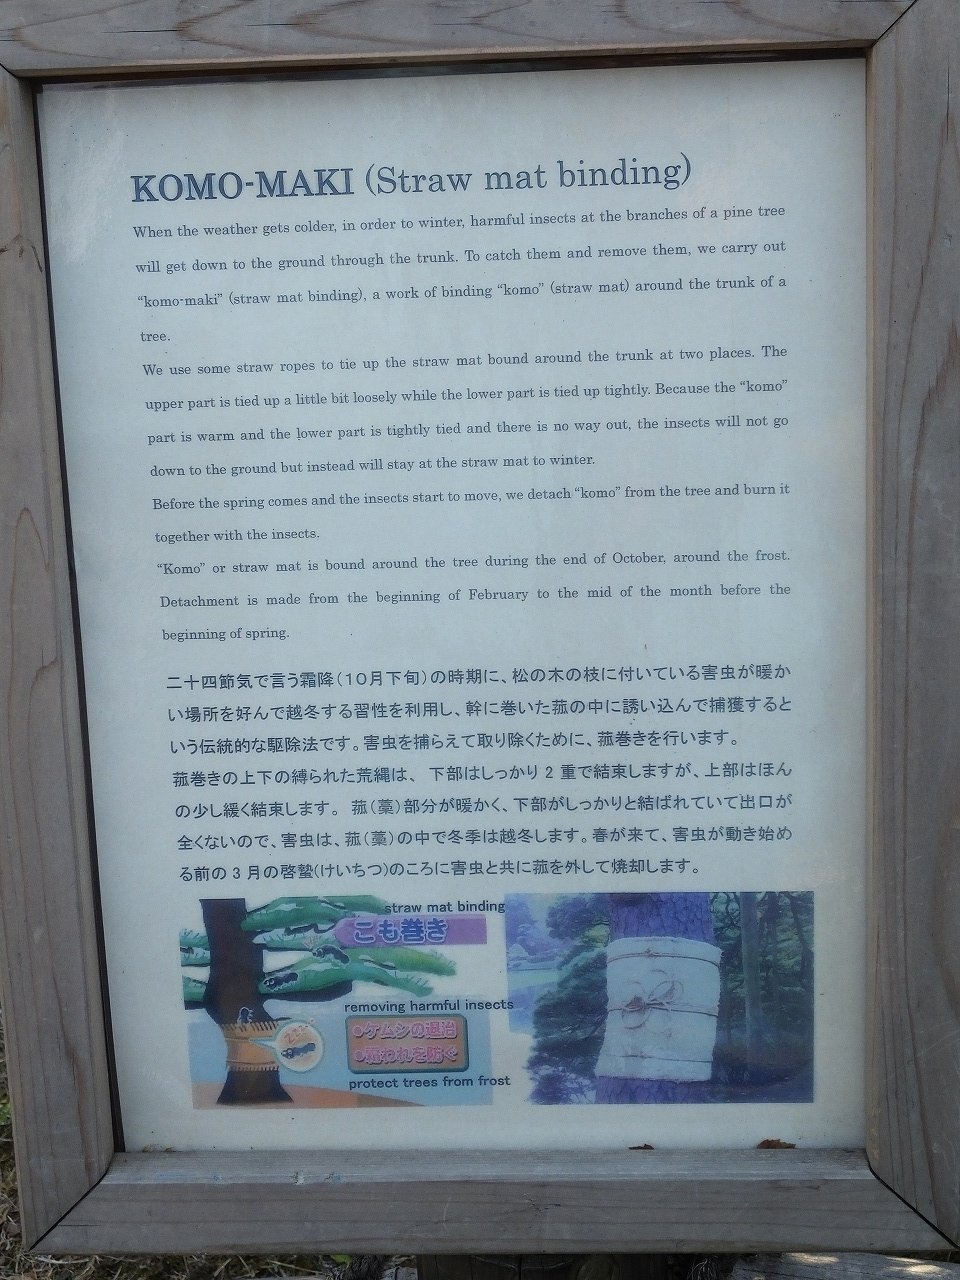 KOMO-MAKI (Straw mat binding)
When the weather gets colder, in order to winter, harmful insects at the branches of a pine tree
will get down to the ground through the trunk. To catch them and remove them, we carry out
“komo-maki” (straw mat binding), a work of binding “komo” (straw mat) around the trunk of a
tree.
We use some straw ropes to tie up the straw mat bound around the trunk at two places. The
upper part is tied up a little bit loosely while the lower part is tied up tightly. Because the “komo”
part is warm and the lower part is tightly tied and there is no way out, the insects will not go
down to the ground but instead will stay at the straw mat to winter.
Before the spring comes and the insects start to move, we detach “komo” from the tree and burn it
together with the insects.
“Komo” or straw mat is bound around the tree during the end of October, around the frost.
Detachment is made from the beginning of February to the mid of the month before the
beginning of spring.
二十四節気で言う霜降（10月下旬）の時期に、松の木の枝に付いている害虫が暖か
い場所を好んで越冬する習性を利用し、幹に巻いた菰の中に誘い込んで捕獲すると
いう伝統的な駆除法です。害虫を捕らえて取り除くために、菰巻きを行います。
菰巻きの上下の縛られた荒縄は、 下部はしっかり 2 重で結束しますが、上部はほん
の少し緩く結束します。 菰（藁）部分が暖かく、下部がしっかりと結ばれていて出口が
全くないので、害虫は、菰（藁）の中で冬季は越冬します。春が来て、害虫が動き始め
る前の 3 月の啓蟄（けいちつ）のころに害虫と共に菰を外して焼却します。
straw mat binding
こも巻き
removing harmful insects
●ケムシの退治
●霜われを防ぐ
protect trees from frost
zzz